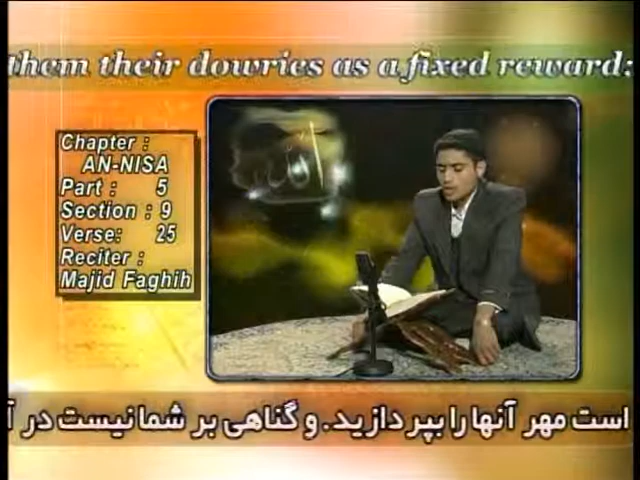 them their dowries as a fixed reward:
Chapter :
AN-NISA
Part : 5
Section : 9
Verse: 25
Reciter :
Majid Faghih
الله
است مهر آنها را بپردازید. و گناهی بر شما نیست در آ